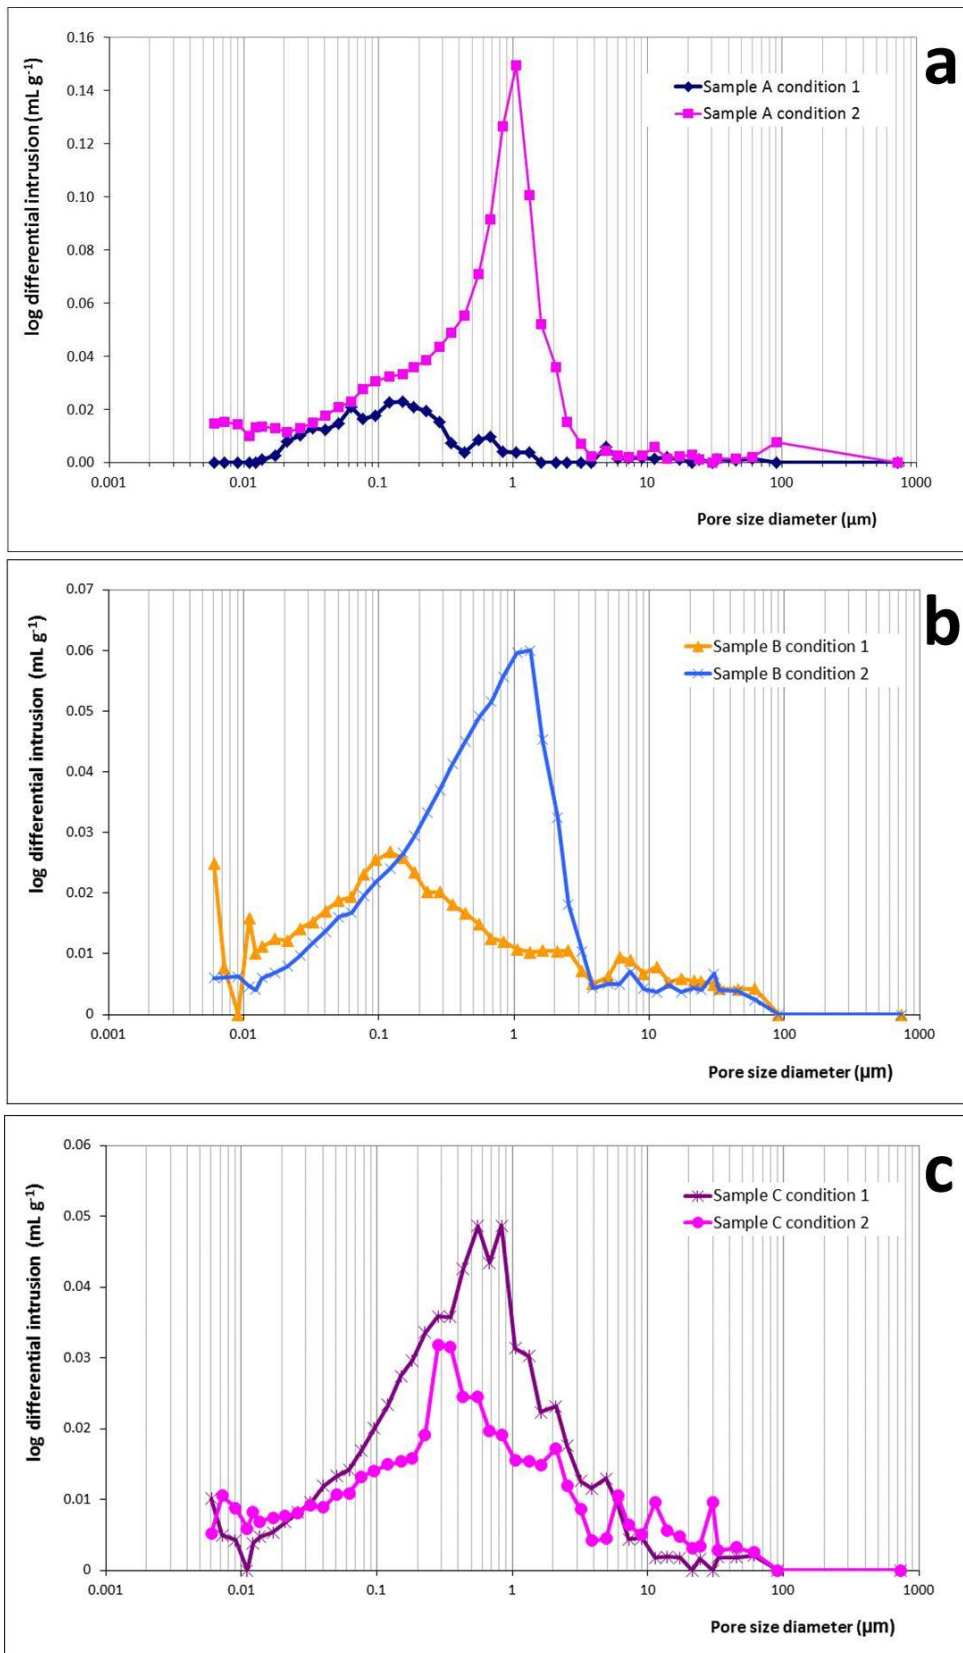 a
log differential intrusion (mL g-1)
0.16
0.14
0.12
0.10
0.08
0.06
0.04
0.02
0.00
Sample A condition 1
Sample A condition 2
0.001 0.01 0.1 1 10 100 1000
Pore size diameter (µm)
b
log differential intrusion (mL g-1)
0.07
0.06
0.05
0.04
0.03
0.02
0.01
0
Sample B condition 1
Sample B condition 2
0.001 0.01 0.1 1 10 100 1000
Pore size diameter (µm)
c
log differential intrusion (mL g-1)
0.06
0.05
0.04
0.03
0.02
0.01
0
Sample C condition 1
Sample C condition 2
0.001 0.01 0.1 1 10 100 1000
Pore size diameter (µm)